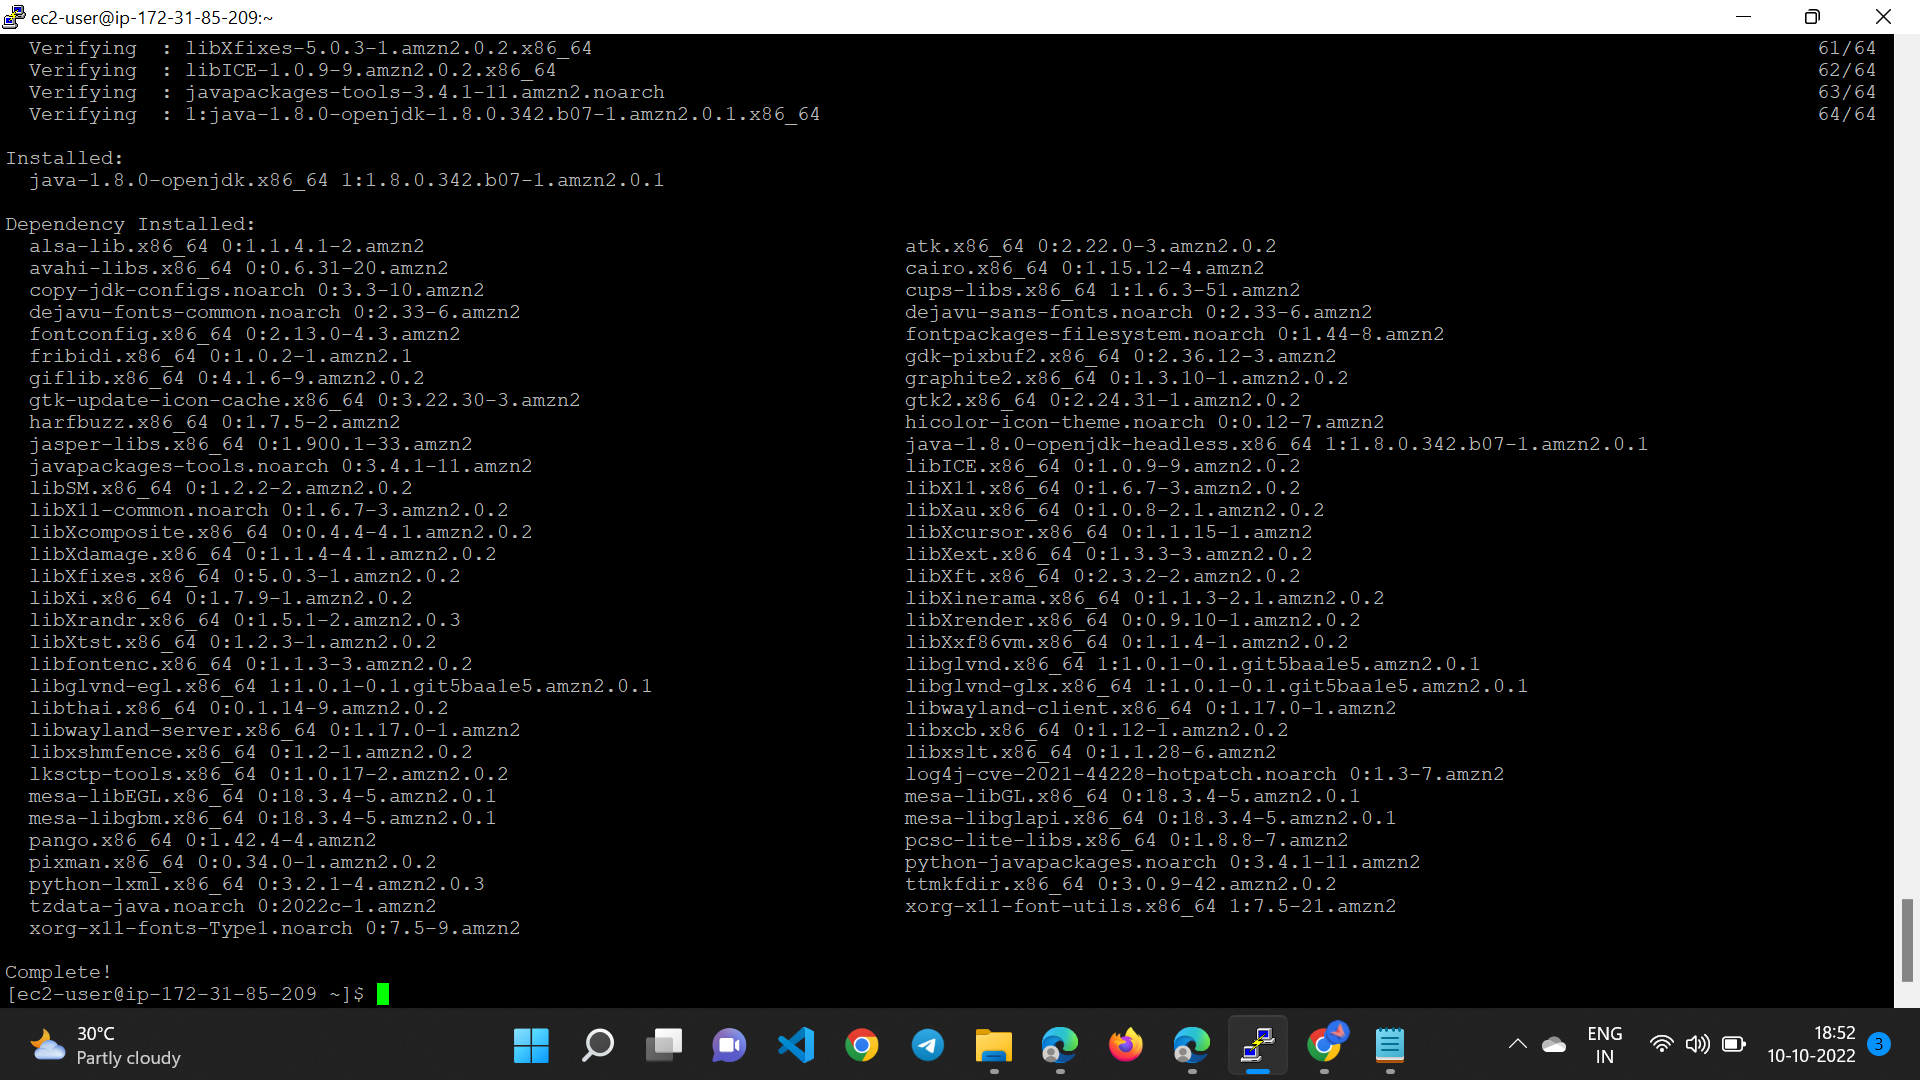 ec2-user@ip-172-31-85-209:~
Verifying  : libXfixes-5.0.3-1.amzn2.0.2.x86_64 61/64
Verifying  : libICE-1.0.9-9.amzn2.0.2.x86_64 62/64
Verifying  : javapackages-tools-3.4.1-11.amzn2.noarch 63/64
Verifying  : 1:java-1.8.0-openjdk-1.8.0.342.b07-1.amzn2.0.1.x86_64 64/64
Installed:
java-1.8.0-openjdk.x86_64 1:1.8.0.342.b07-1.amzn2.0.1
Dependency Installed:
alsa-lib.x86_64 0:1.1.4.1-2.amzn2 atk.x86_64 0:2.22.0-3.amzn2.0.2
avahi-libs.x86_64 0:0.6.31-20.amzn2 cairo.x86_64 0:1.15.12-4.amzn2
copy-jdk-configs.noarch 0:3.3-10.amzn2 cups-libs.x86_64 1:1.6.3-51.amzn2
dejavu-fonts-common.noarch 0:2.33-6.amzn2 dejavu-sans-fonts.noarch 0:2.33-6.amzn2
fontconfig.x86_64 0:2.13.0-4.3.amzn2 fontpackages-filesystem.noarch 0:1.44-8.amzn2
fribidi.x86_64 0:1.0.2-1.amzn2.1 gdk-pixbuf2.x86_64 0:2.36.12-3.amzn2
giflib.x86_64 0:4.1.6-9.amzn2.0.2 graphite2.x86_64 0:1.3.10-1.amzn2.0.2
gtk-update-icon-cache.x86_64 0:3.22.30-3.amzn2 gtk2.x86_64 0:2.24.31-1.amzn2.0.2
harfbuzz.x86_64 0:1.7.5-2.amzn2 hicolor-icon-theme.noarch 0:0.12-7.amzn2
jasper-libs.x86_64 0:1.900.1-33.amzn2 java-1.8.0-openjdk-headless.x86_64 1:1.8.0.342.b07-1.amzn2.0.1
javapackages-tools.noarch 0:3.4.1-11.amzn2 libICE.x86_64 0:1.0.9-9.amzn2.0.2
libSM.x86_64 0:1.2.2-2.amzn2.0.2 libX11.x86_64 0:1.6.7-3.amzn2.0.2
libX11-common.noarch 0:1.6.7-3.amzn2.0.2 libXau.x86_64 0:1.0.8-2.1.amzn2.0.2
libXcomposite.x86_64 0:0.4.4-4.1.amzn2.0.2 libXcursor.x86_64 0:1.1.15-1.amzn2
libXdamage.x86_64 0:1.1.4-4.1.amzn2.0.2 libXext.x86_64 0:1.3.3-3.amzn2.0.2
libXfixes.x86_64 0:5.0.3-1.amzn2.0.2 libXft.x86_64 0:2.3.2-2.amzn2.0.2
libXi.x86_64 0:1.7.9-1.amzn2.0.2 libXinerama.x86_64 0:1.1.3-2.1.amzn2.0.2
libXrandr.x86_64 0:1.5.1-2.amzn2.0.3 libXrender.x86_64 0:0.9.10-1.amzn2.0.2
libXtst.x86_64 0:1.2.3-1.amzn2.0.2 libXxf86vm.x86_64 0:1.1.4-1.amzn2.0.2
libfontenc.x86_64 0:1.1.3-3.amzn2.0.2 libglvnd.x86_64 1:1.0.1-0.1.git5baa1e5.amzn2.0.1
libglvnd-egl.x86_64 1:1.0.1-0.1.git5baa1e5.amzn2.0.1 libglvnd-glx.x86_64 1:1.0.1-0.1.git5baa1e5.amzn2.0.1
libthai.x86_64 0:0.1.14-9.amzn2.0.2 libwayland-client.x86_64 0:1.17.0-1.amzn2
libwayland-server.x86_64 0:1.17.0-1.amzn2 libxcb.x86_64 0:1.12-1.amzn2.0.2
libxshmfence.x86_64 0:1.2-1.amzn2.0.2 libxslt.x86_64 0:1.1.28-6.amzn2
lksctp-tools.x86_64 0:1.0.17-2.amzn2.0.2 log4j-cve-2021-44228-hotpatch.noarch 0:1.3-7.amzn2
mesa-libEGL.x86_64 0:18.3.4-5.amzn2.0.1 mesa-libGL.x86_64 0:18.3.4-5.amzn2.0.1
mesa-libgbm.x86_64 0:18.3.4-5.amzn2.0.1 mesa-libglapi.x86_64 0:18.3.4-5.amzn2.0.1
pango.x86_64 0:1.42.4-4.amzn2 pcsc-lite-libs.x86_64 0:1.8.8-7.amzn2
pixman.x86_64 0:0.34.0-1.amzn2.0.2 python-javapackages.noarch 0:3.4.1-11.amzn2
python-lxml.x86_64 0:3.2.1-4.amzn2.0.3 ttmkfdir.x86_64 0:3.0.9-42.amzn2.0.2
tzdata-java.noarch 0:2022c-1.amzn2 xorg-x11-font-utils.x86_64 1:7.5-21.amzn2
xorg-x11-fonts-Type1.noarch 0:7.5-9.amzn2
Complete!
[ec2-user@ip-172-31-85-209 ~]$
30°C
Partly cloudy
ENG
IN
18:52
10-10-2022
3